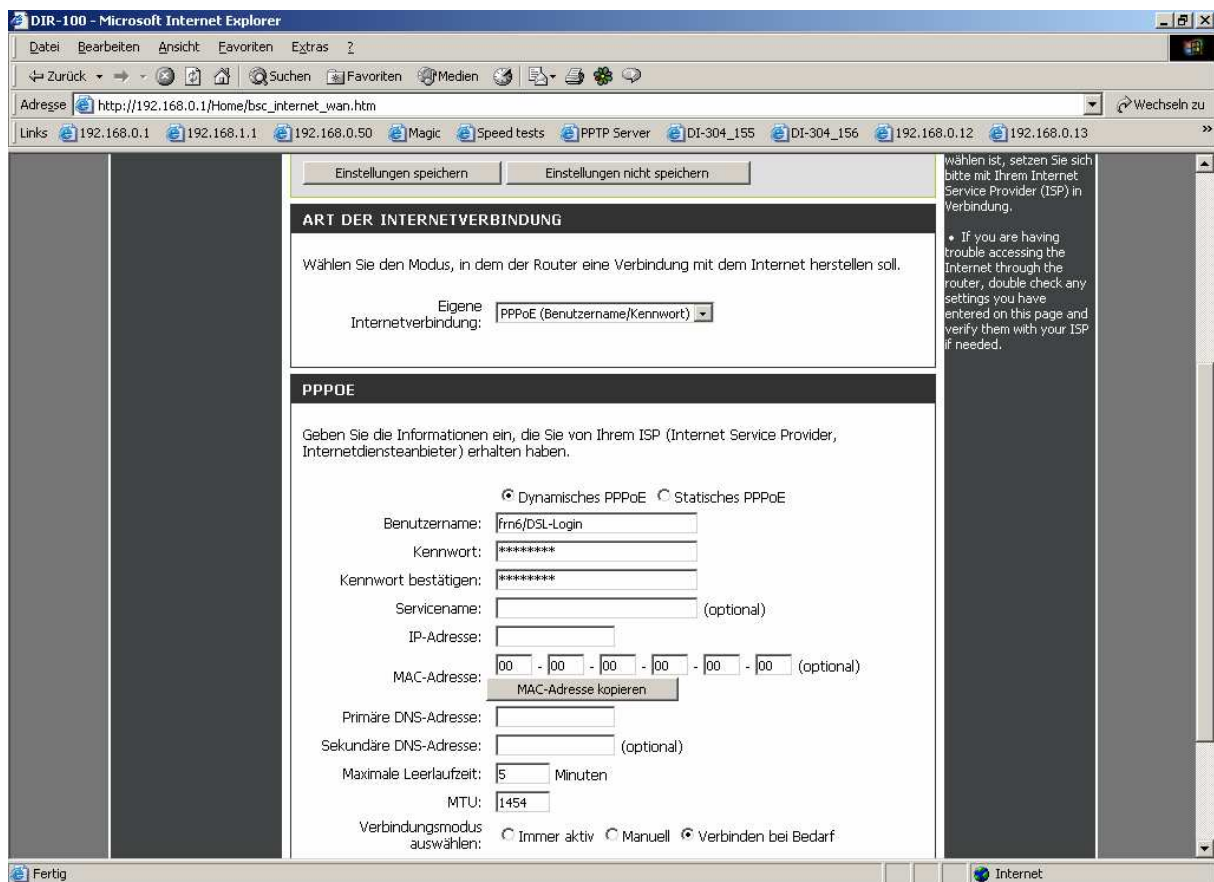 DIR-100 - Microsoft Internet Explorer
Datei Bearbeiten Ansicht Favoriten Extras ?
Zurück Suchen Favoriten Medien
Adresse http://192.168.0.1/Home/bsc_internet_wan.htm Wechseln zu
Links 192.168.0.1 192.168.1.1 192.168.0.50 Magic Speed tests PPTP Server DI-304_155 DI-304_156 192.168.0.12 192.168.0.13 »
Einstellungen speichern Einstellungen nicht speichern
ART DER INTERNETVERBINDUNG
Wählen Sie den Modus, in dem der Router eine Verbindung mit dem Internet herstellen soll.
Eigene
Internetverbindung: PPPoE (Benutzername/Kennwort)
PPPOE
Geben Sie die Informationen ein, die Sie von Ihrem ISP (Internet Service Provider,
Internetdiensteanbieter) erhalten haben.
Dynamisches PPPoE Statisches PPPoE
Benutzername: frn6/DSL-Login
Kennwort: ********
Kennwort bestätigen: ********
Servicename: (optional)
IP-Adresse:
MAC-Adresse: 00 - 00 - 00 - 00 - 00 - 00 (optional)
MAC-Adresse kopieren
Primäre DNS-Adresse:
Sekundäre DNS-Adresse: (optional)
Maximale Leerlaufzeit: 5 Minuten
MTU: 1454
Verbindungsmodus
auswählen: Immer aktiv Manuell Verbinden bei Bedarf
wählen ist, setzen Sie sich
bitte mit Ihrem Internet
Service Provider (ISP) in
Verbindung.
• If you are having
trouble accessing the
Internet through the
router, double check any
settings you have
entered on this page and
verify them with your ISP
if needed.
Fertig Internet